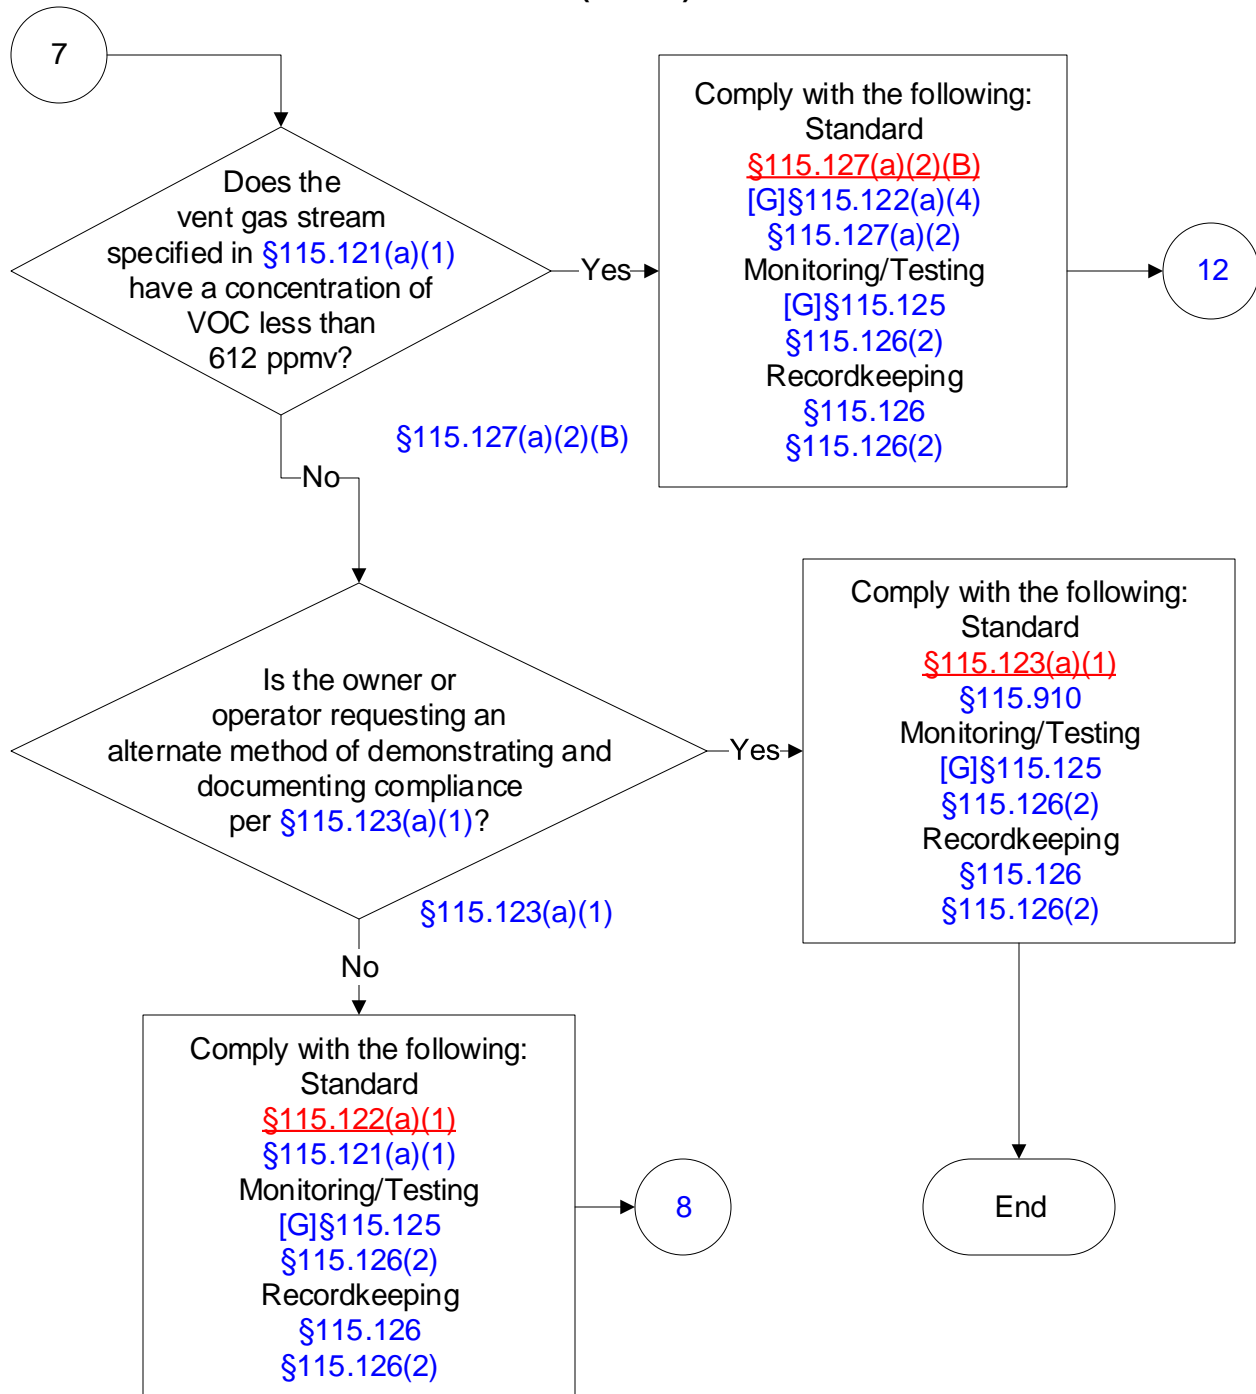 7
Does the
vent gas stream
specified in §115.121(a)(1)
have a concentration of
VOC less than
612 ppmv?
Yes
Comply with the following:
Standard
§115.127(a)(2)(B)
[G]§115.122(a)(4)
§115.127(a)(2)
Monitoring/Testing
[G]§115.125
§115.126(2)
Recordkeeping
§115.126
§115.126(2)
12
§115.127(a)(2)(B)
No
Is the owner or
operator requesting an
alternate method of demonstrating and
documenting compliance
per §115.123(a)(1)?
Yes
Comply with the following:
Standard
§115.123(a)(1)
§115.910
Monitoring/Testing
[G]§115.125
§115.126(2)
Recordkeeping
§115.126
§115.126(2)
§115.123(a)(1)
No
Comply with the following:
Standard
§115.122(a)(1)
§115.121(a)(1)
Monitoring/Testing
[G]§115.125
§115.126(2)
Recordkeeping
§115.126
§115.126(2)
8
End